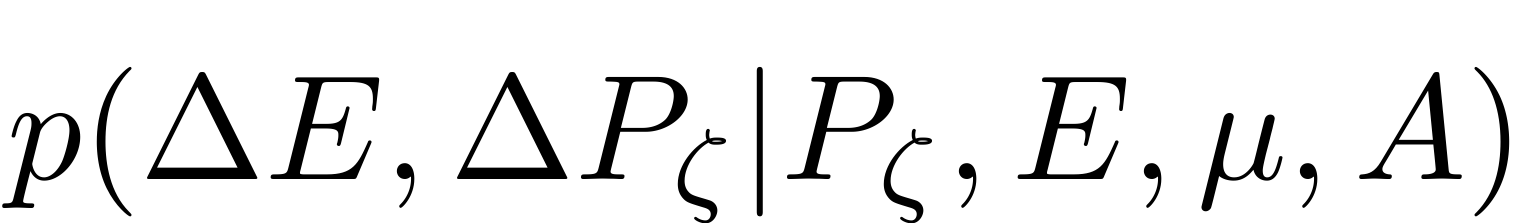 p(ΔE, ΔP_ζ|P_ζ, E, μ, A)